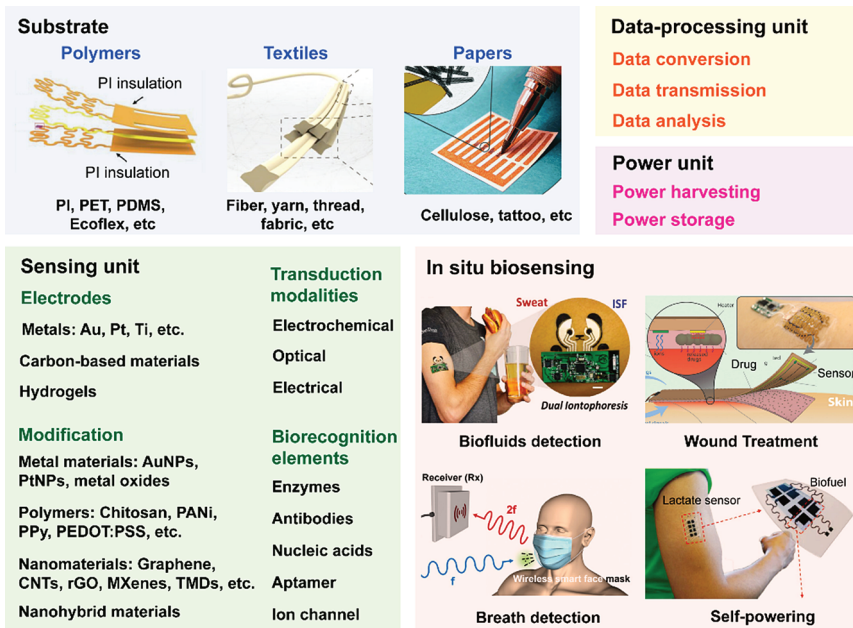 Substrate
Polymers
PI insulation
PI insulation
PI, PET, PDMS,
Ecoflex, etc
Textiles
Fiber, yarn, thread,
fabric, etc
Papers
Cellulose, tattoo, etc
Data-processing unit
Data conversion
Data transmission
Data analysis
Power unit
Power harvesting
Power storage
Sensing unit
Electrodes
Metals: Au, Pt, Ti, etc.
Carbon-based materials
Hydrogels
Modification
Metal materials: AuNPs,
PtNPs, metal oxides
Polymers: Chitosan, PANi,
PPy, PEDOT:PSS, etc.
Nanomaterials: Graphene,
CNTs, rGO, MXenes, TMDs, etc.
Nanohybrid materials
Transduction
modalities
Electrochemical
Optical
Electrical
Biorecognition
elements
Enzymes
Antibodies
Nucleic acids
Aptamer
Ion channel
In situ biosensing
Sweat
ISF
Dual Iontophoresis
Biofluids detection
Heater
drugs
Drug
Sensor
Skin
Wound Treatment
Receiver (Rx)
2f
f
Wireless smart face mask
Breath detection
Lactate sensor
Biofuel
Self-powering